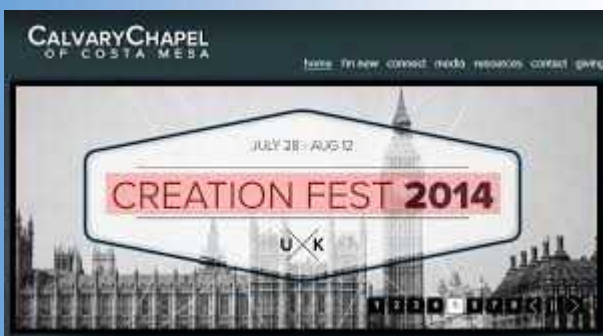 CALVARY CHAPEL
OF COSTA MESA
home I'm new connect media resources contact giving
JULY 28 - AUG 12
CREATION FEST 2014
U K